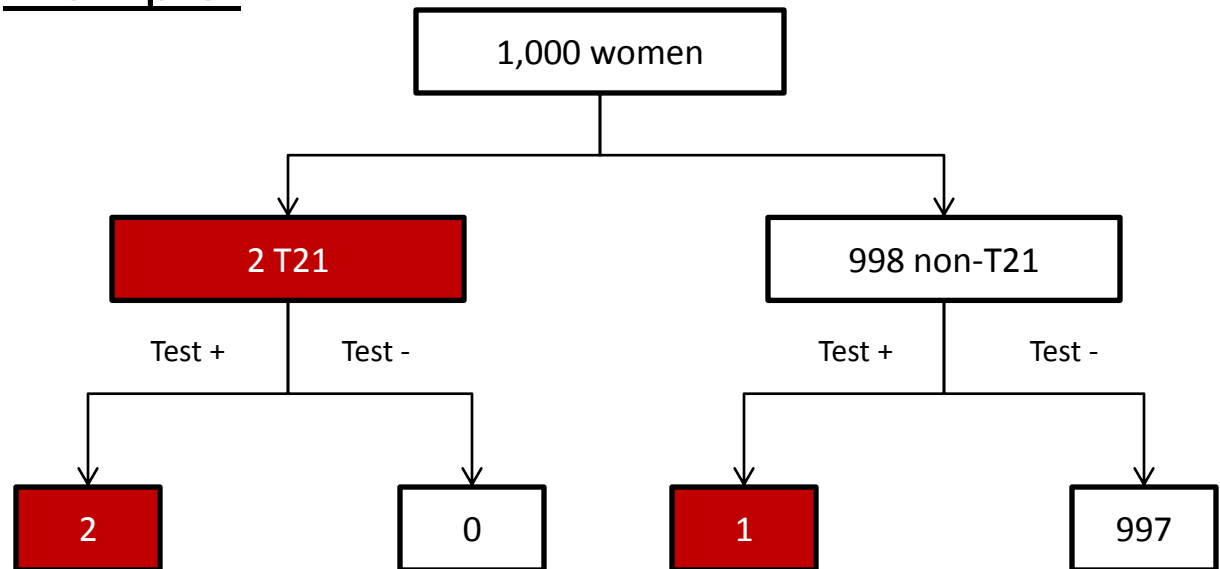 1,000 women
2 T21
998 non-T21
Test +
Test -
Test +
Test -
2
0
1
997